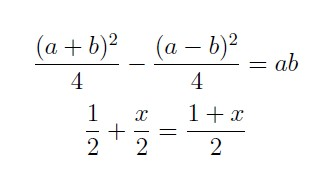 (a + b)²/4 − (a − b)²/4 = ab
1/2 + x/2 = (1 + x)/2